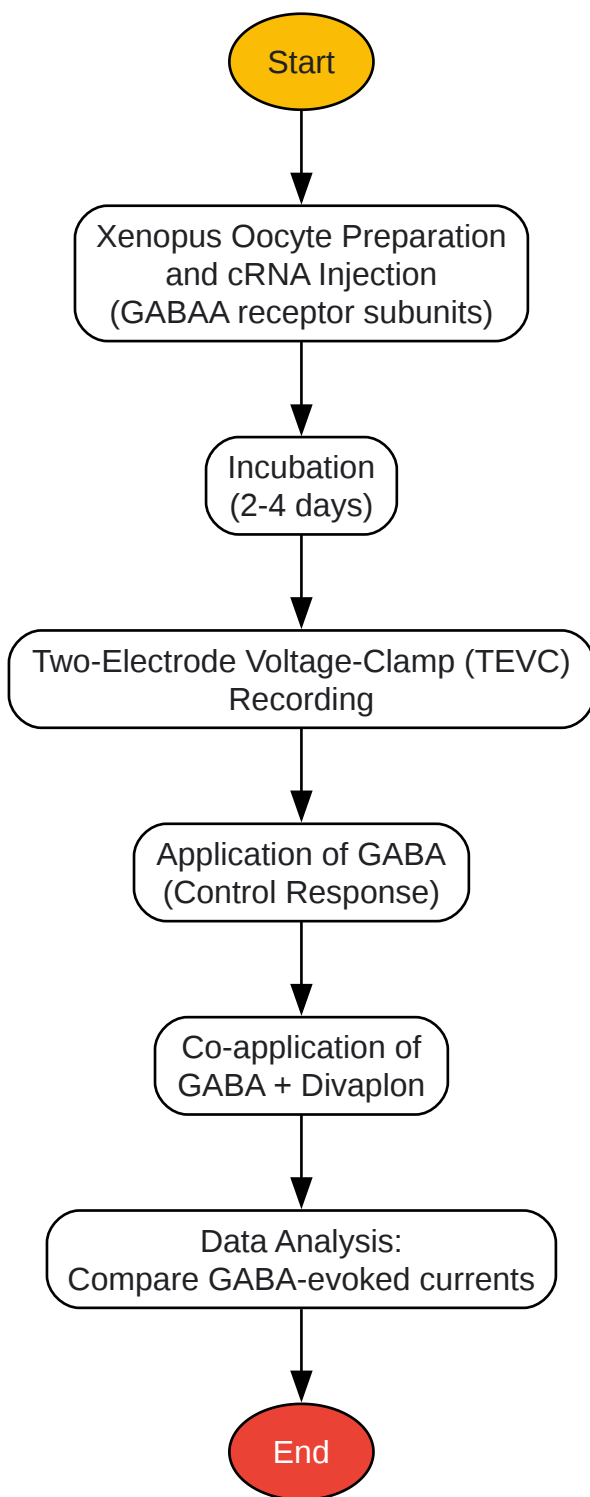 Start
Xenopus Oocyte Preparation
and cRNA Injection
(GABAA receptor subunits)
Incubation
(2-4 days)
Two-Electrode Voltage-Clamp (TEVC)
Recording
Application of GABA
(Control Response)
Co-application of
GABA + Divaplon
Data Analysis:
Compare GABA-evoked currents
End